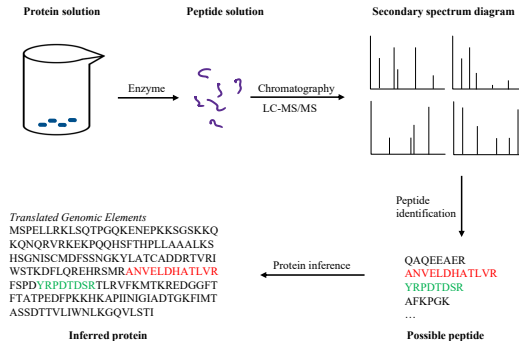 Protein solution
Peptide solution
Secondary spectrum diagram
Enzyme
Chromatography
LC-MS/MS
Peptide
identification
Translated Genomic Elements
MSPELLRKLSQTPGQKENEPKKSGSKKQ
KQNQRVRKEKPQQHSFTHPLLAALKS
HSGNISCMDFSSNGKYLATCADDRTVRI
WSTKDFLQREHRSMRANVELDHATLVR
FSPDYRPDTDSRTLRVFKMTKREDGGFT
FTATPEDFPKKHKAPIINIGIADTGKFIMT
ASSDTTVLIWNLKGQVLSTI
Inferred protein
Protein inference
QAQEEAER
ANVELDHATLVR
YRPDTDSR
AFKPGK
…
Possible peptide